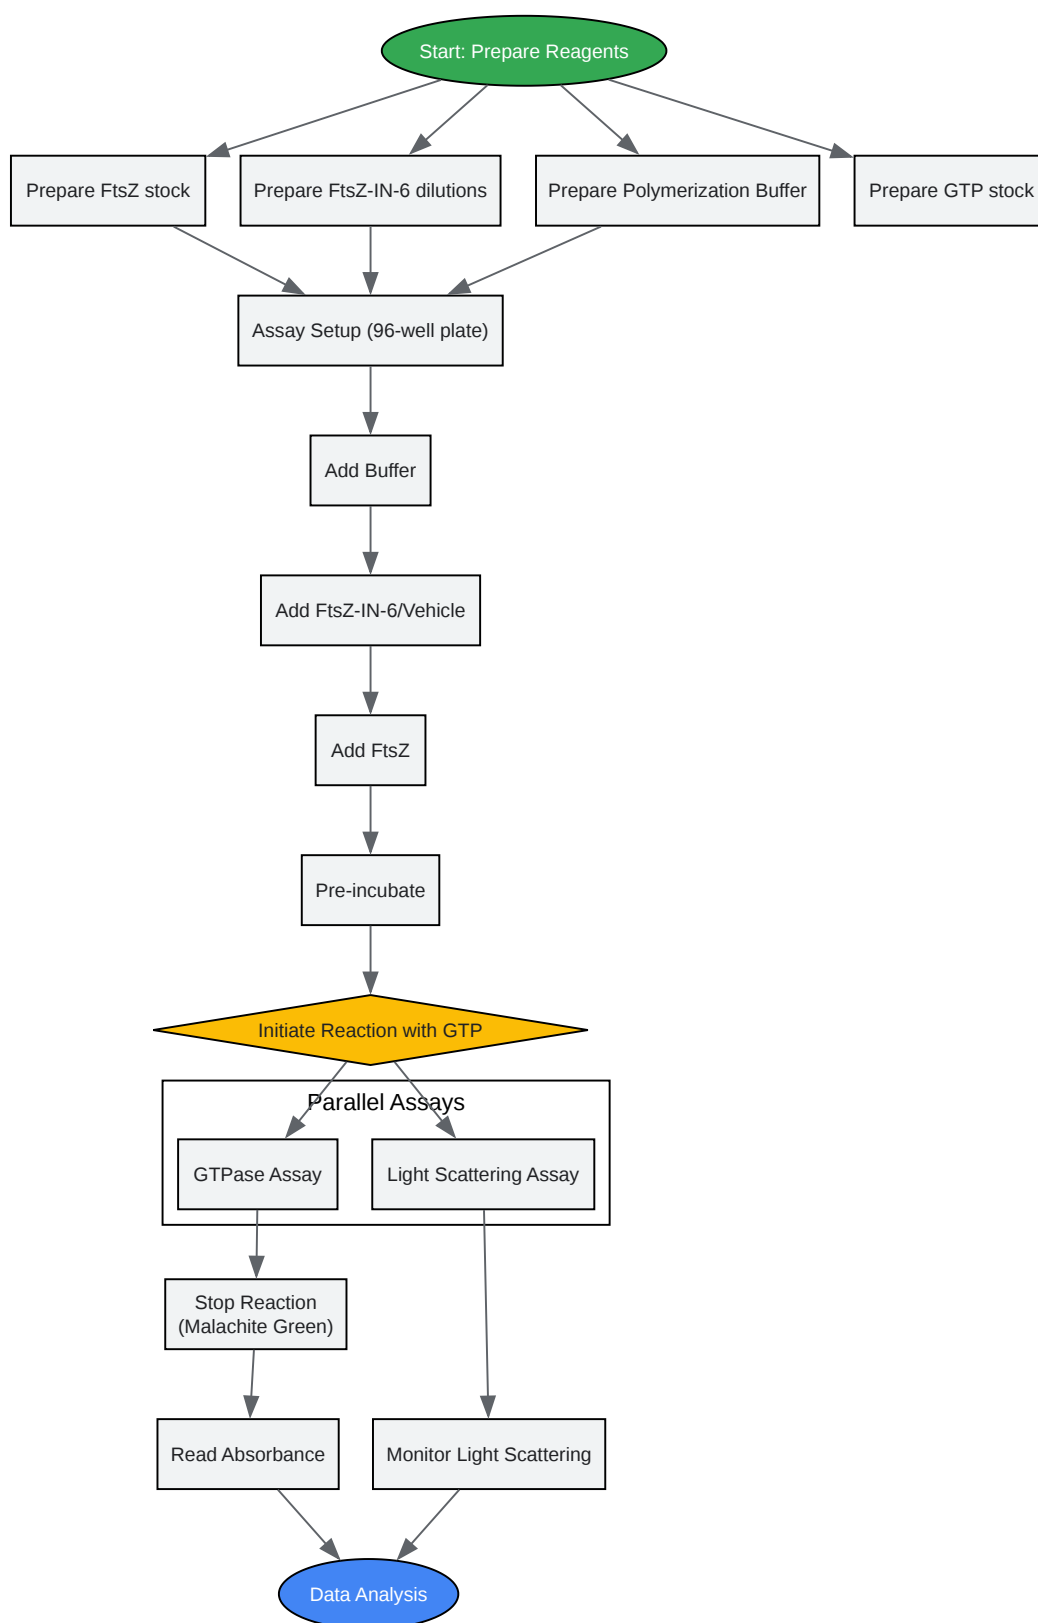 Start: Prepare Reagents
Prepare FtsZ stock
Prepare FtsZ-IN-6 dilutions
Prepare Polymerization Buffer
Prepare GTP stock
Assay Setup (96-well plate)
Add Buffer
Add FtsZ-IN-6/Vehicle
Add FtsZ
Pre-incubate
Initiate Reaction with GTP
Parallel Assays
GTPase Assay
Light Scattering Assay
Stop Reaction
(Malachite Green)
Read Absorbance
Monitor Light Scattering
Data Analysis